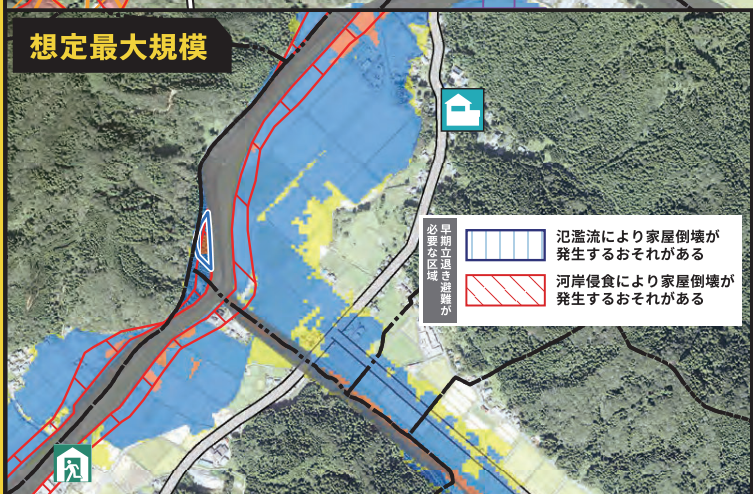 想定最大規模
早期立退き避難が
必要な区域
氾濫流により家屋倒壊が
発生するおそれがある
河岸侵食により家屋倒壊が
発生するおそれがある